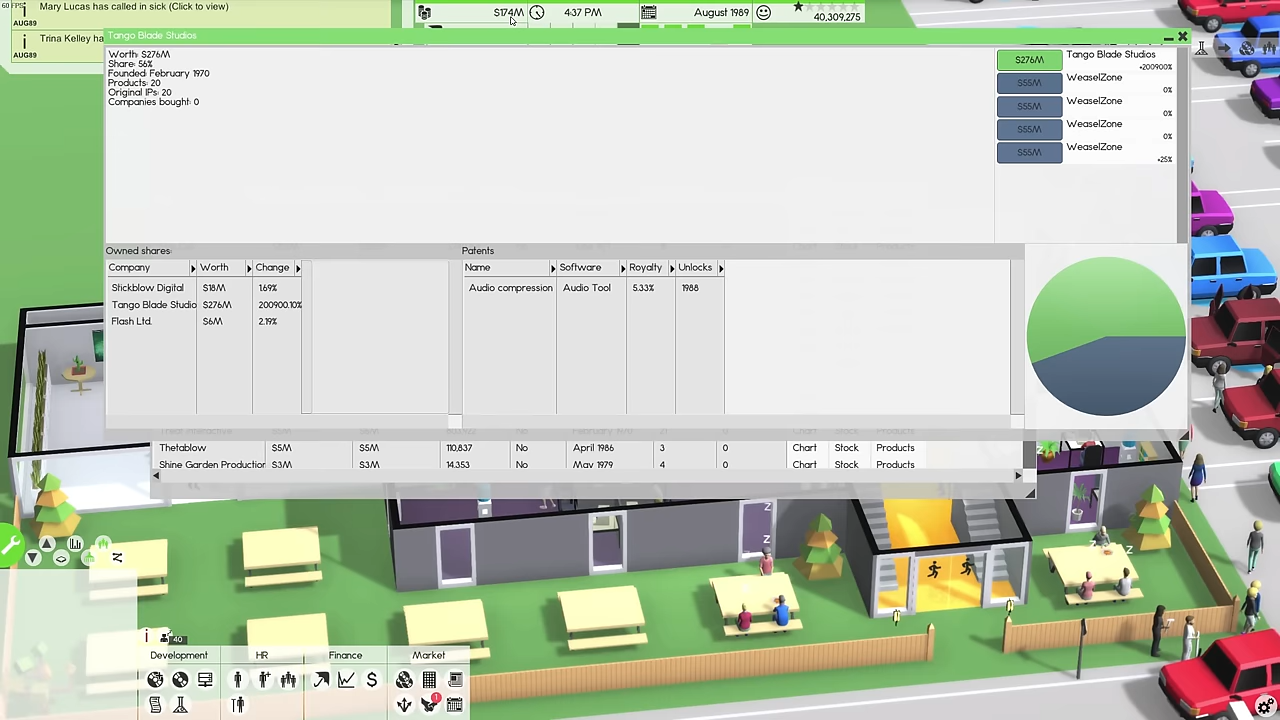 60 FPS
Mary Lucas has called in sick (Click to view)
AUG89
$174M
4:37 PM
August 1989
40,309,275
i
Trina Kelley ha
AUG89
Tango Blade Studios
Worth: $276M
Share: 56%
Founded: February 1970
Products: 20
Original IPs: 20
Companies bought: 0
$276M Tango Blade Studios
+200900%
$55M WeaselZone
0%
$55M WeaselZone
0%
$55M WeaselZone
0%
$55M WeaselZone
+25%
Owned shares:
Patents
Company Worth Change
Name Software Royalty Unlocks
Stickblow Digital $18M 1.69%
Audio compression Audio Tool 5.33% 1988
Tango Blade Studio $276M 200900.10%
Flash Ltd. $6M 2.19%
Thetablow $5M $5M 110,837 No April 1986 3 0 Chart Stock Products
Shine Garden Production $3M $3M 14,353 No May 1979 4 0 Chart Stock Products
z
z
z
z
i 40
Development HR Finance Market
$
1